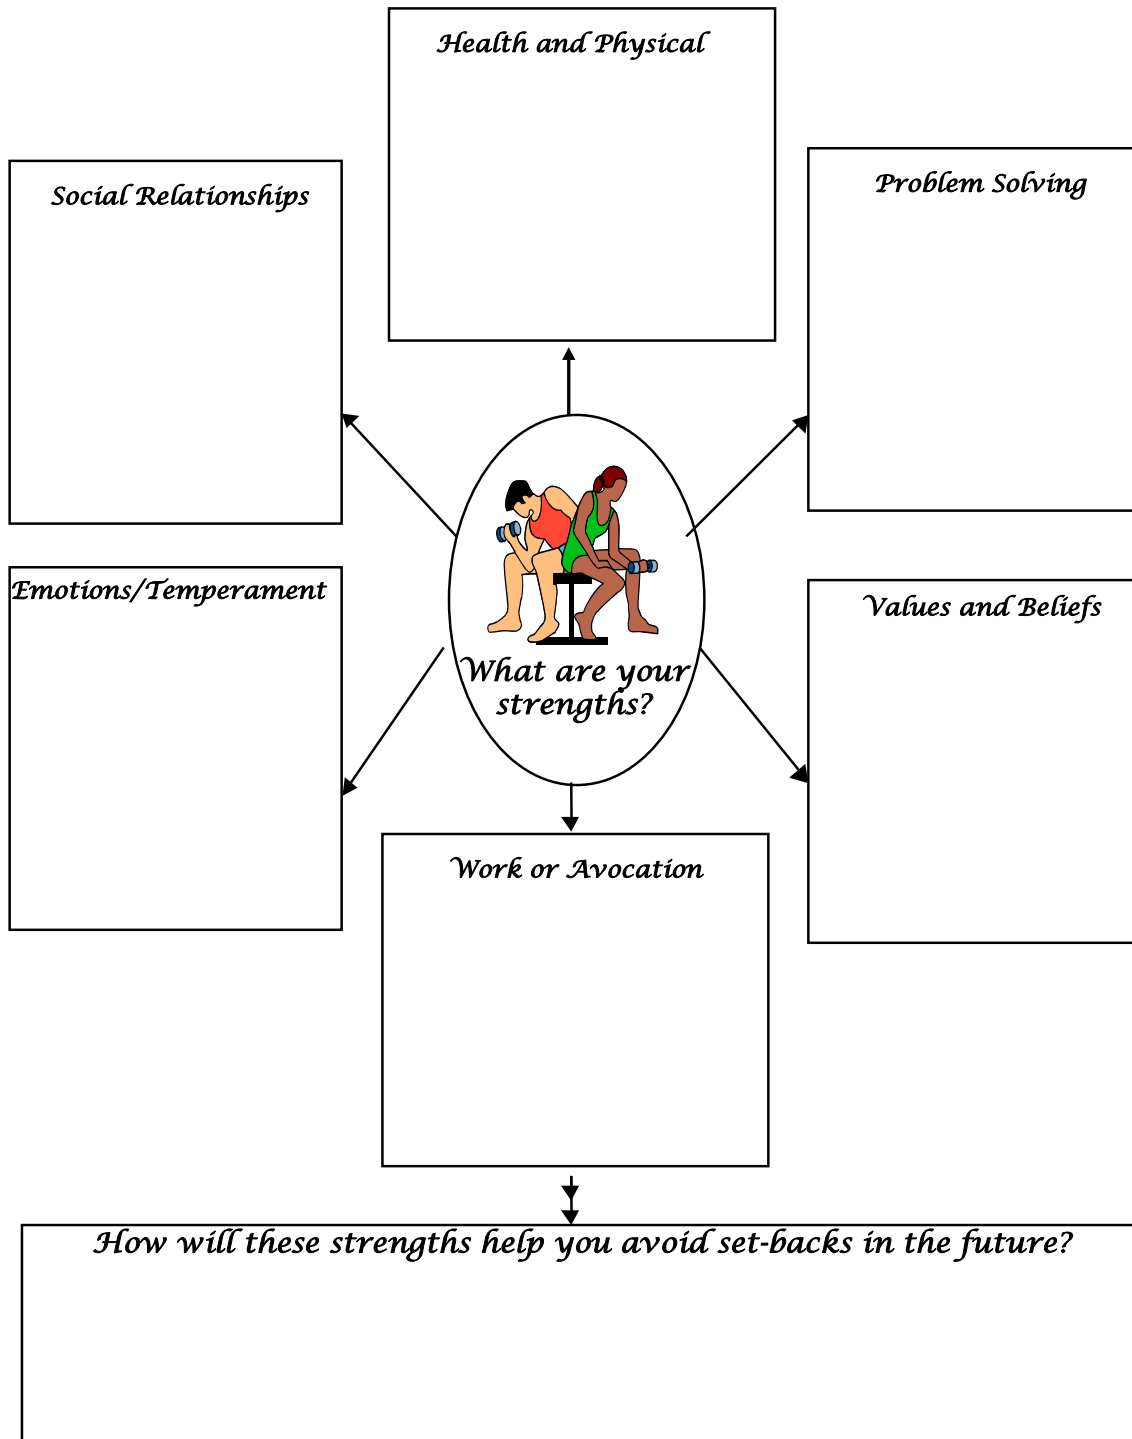 Health and Physical
Social Relationships
Problem Solving
Emotions/Temperament
Values and Beliefs
What are your
strengths?
Work or Avocation
How will these strengths help you avoid set-backs in the future?